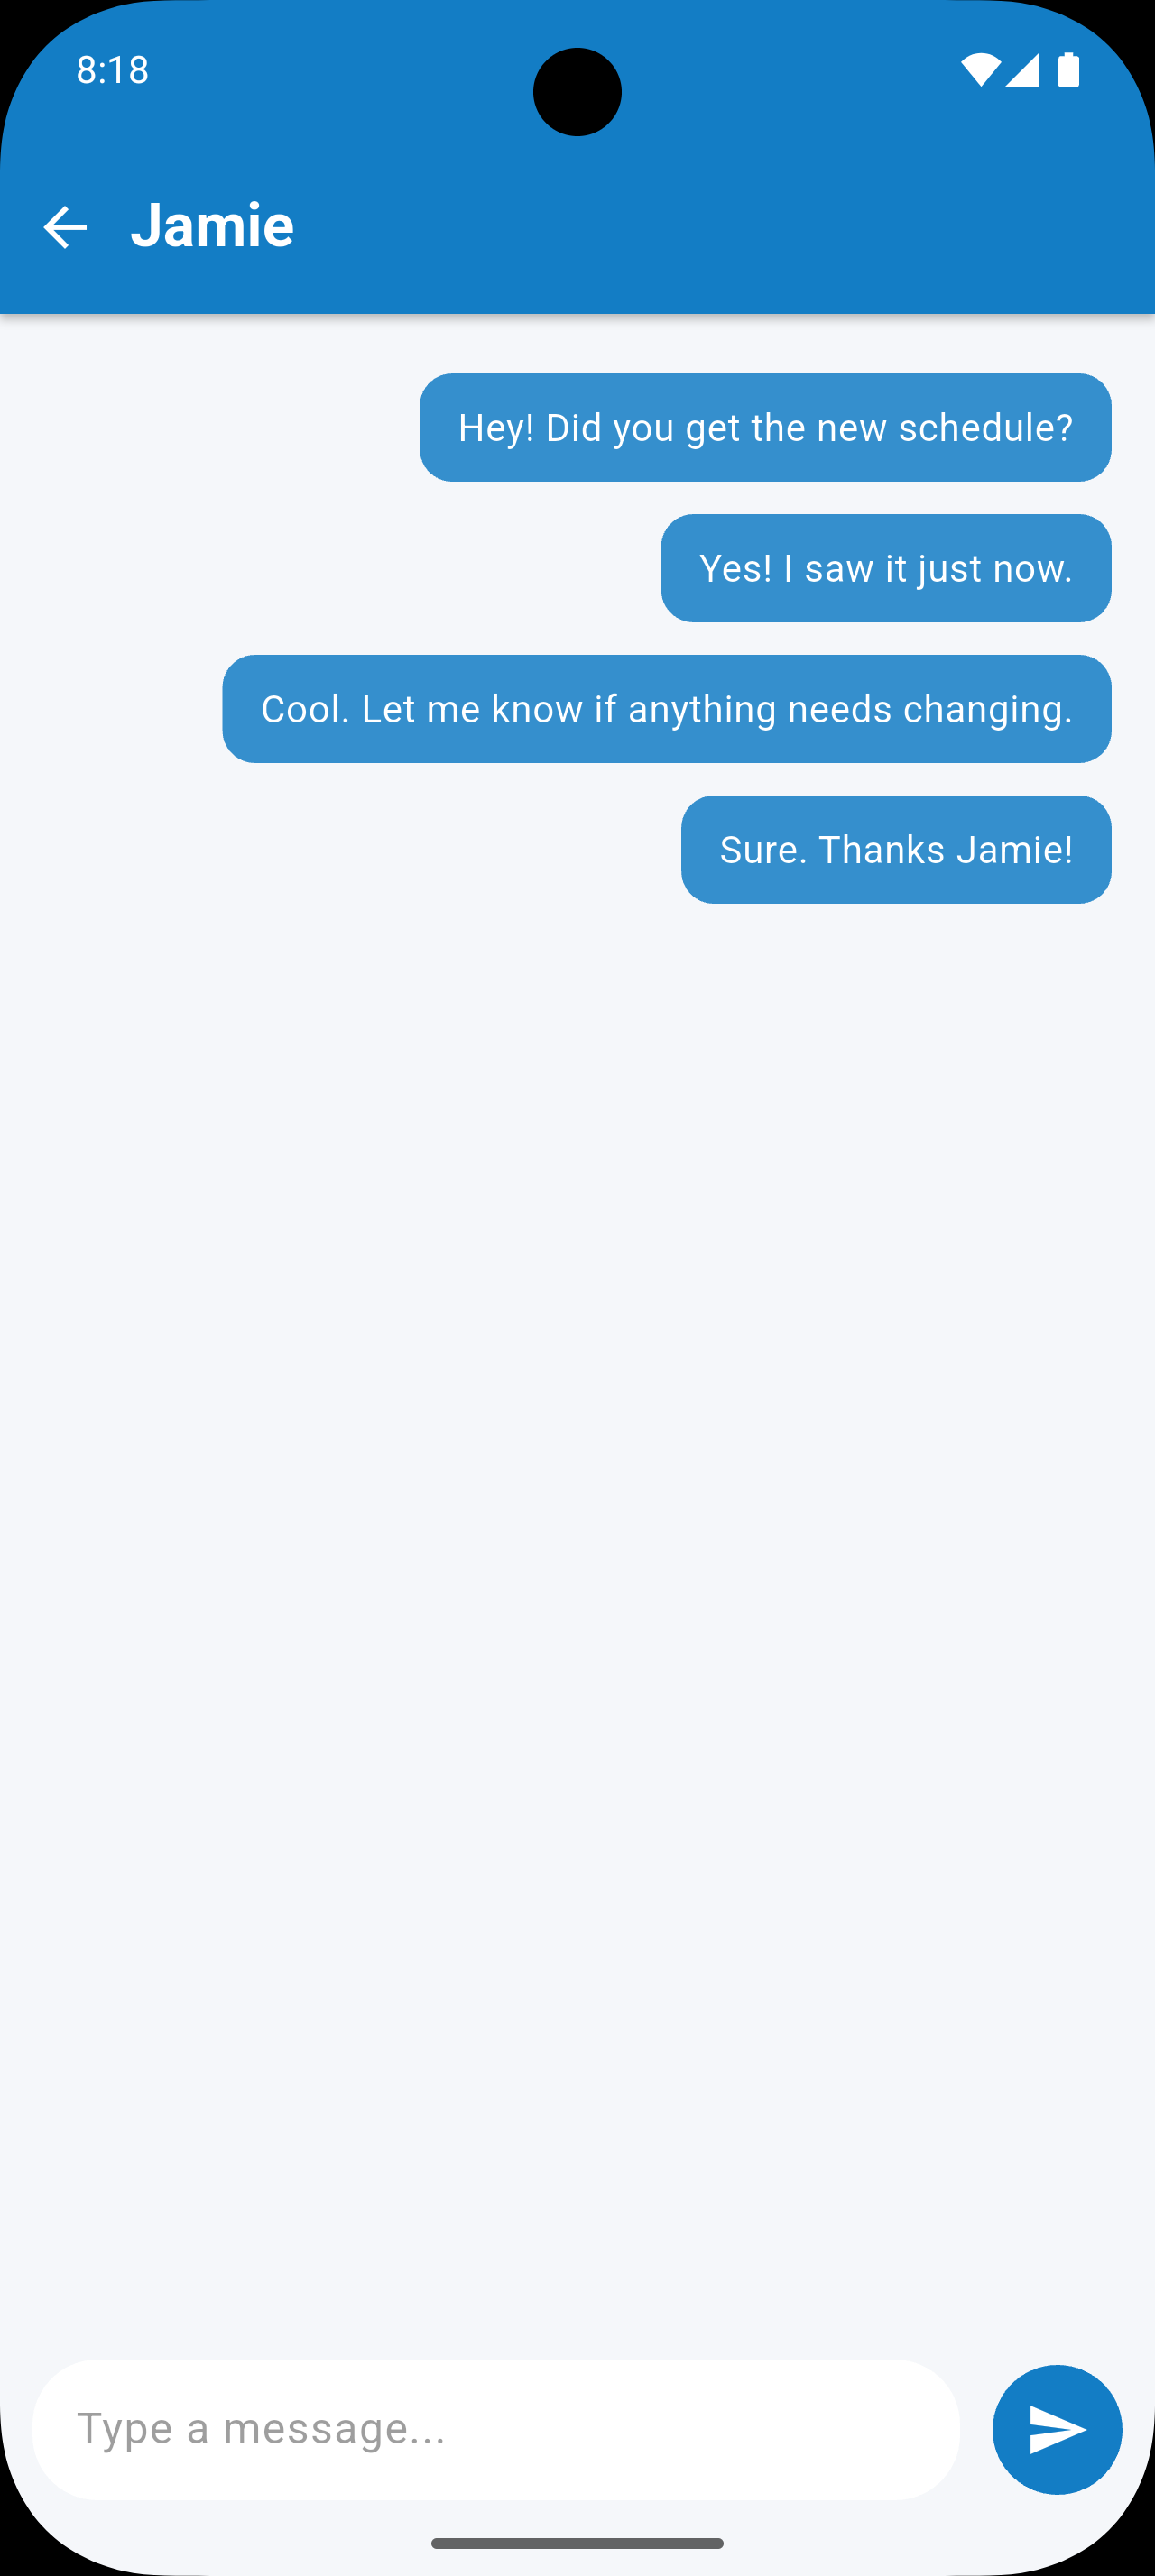 8:18
Jamie
Hey! Did you get the new schedule?
Yes! I saw it just now.
Cool. Let me know if anything needs changing.
Sure. Thanks Jamie!
Type a message...